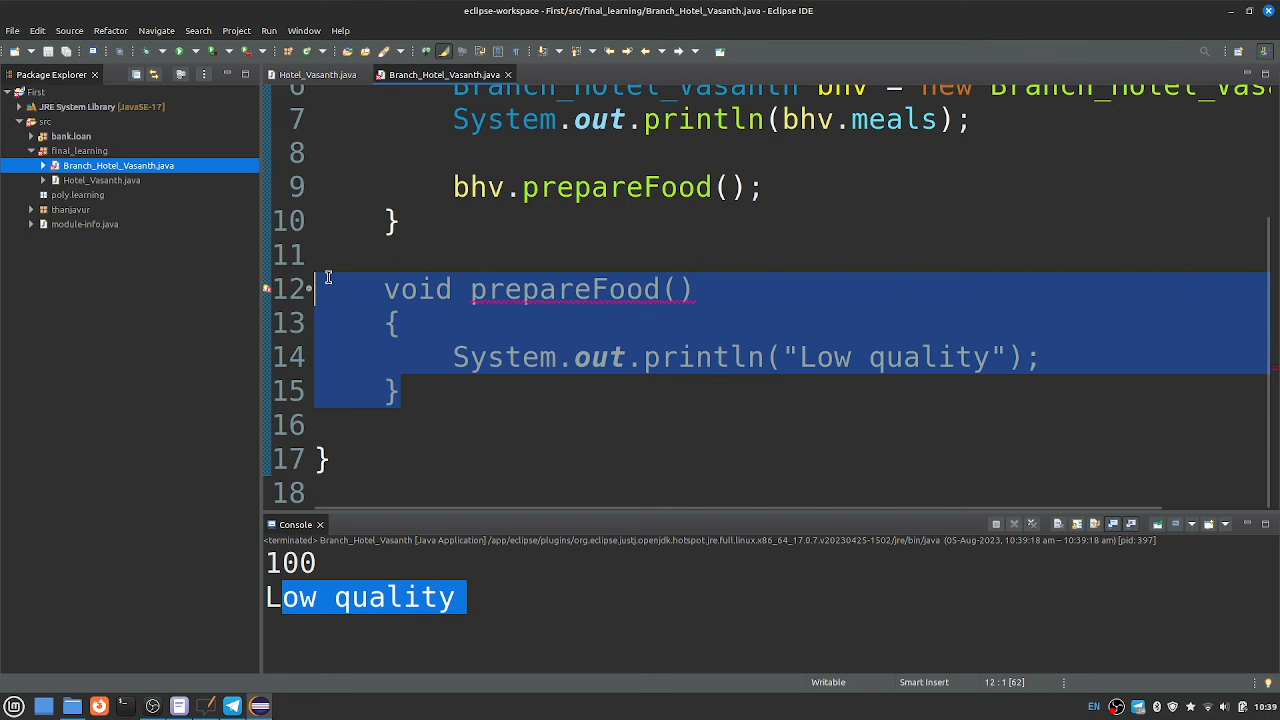 eclipse-workspace - First/src/final_learning/Branch_Hotel_Vasanth.java - Eclipse IDE
File Edit Source Refactor Navigate Search Project Run Window Help
Package Explorer
Hotel_Vasanth.java
Branch_Hotel_Vasanth.java
First
JRE System Library [JavaSE-17]
src
bank.loan
final_learning
Branch_Hotel_Vasanth.java
Hotel_Vasanth.java
poly.learning
thanjavur
module-info.java
6 Branch_Hotel_Vasanth bhv = new Branch_Hotel_Vasa
7 System.out.println(bhv.meals);
8
9 bhv.prepareFood();
10 }
11
12 void prepareFood()
13 {
14 System.out.println("Low quality");
15 }
16
17 }
18
Console
<terminated> Branch_Hotel_Vasanth [Java Application] /app/eclipse/plugins/org.eclipse.justj.openjdk.hotspot.jre.full.linux.x86_64_17.0.7.v20230425-1502/jre/bin/java (05-Aug-2023, 10:39:18 am – 10:39:18 am) [pid: 397]
100
Low quality
Writable
Smart Insert
12 : 1 [62]
EN
10:39